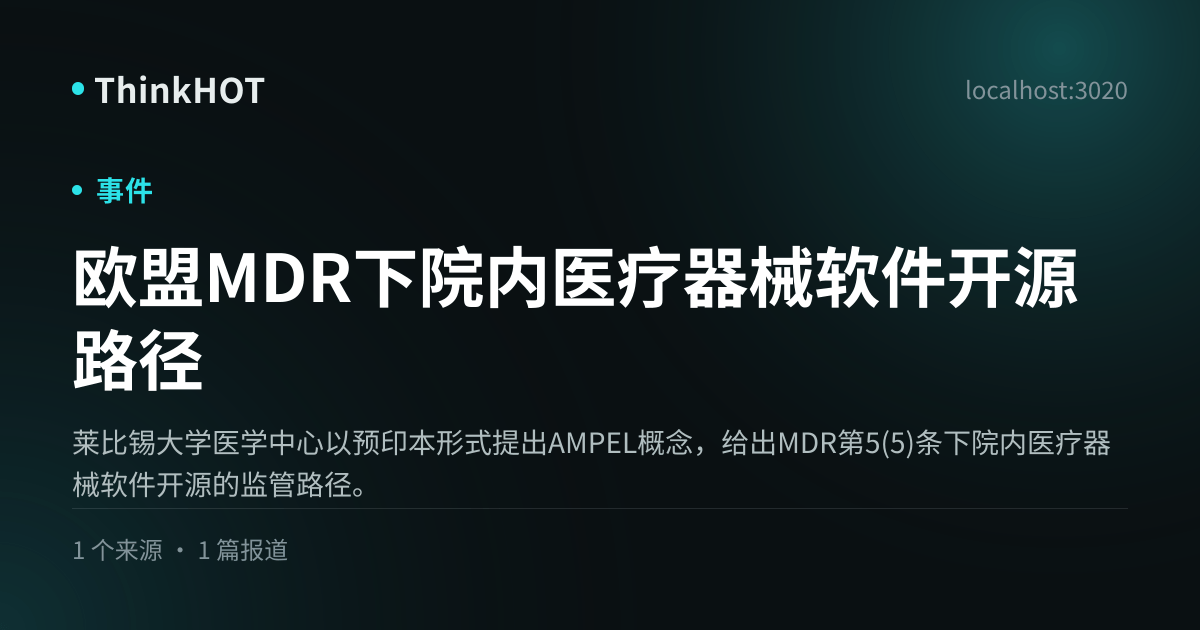 ThinkHOT
localhost:3020
事件
欧盟MDR下院内医疗器械软件开源
路径
莱比锡大学医学中心以预印本形式提出AMPEL概念，给出MDR第5(5)条下院内医疗器
械软件开源的监管路径。
1 个来源 · 1 篇报道